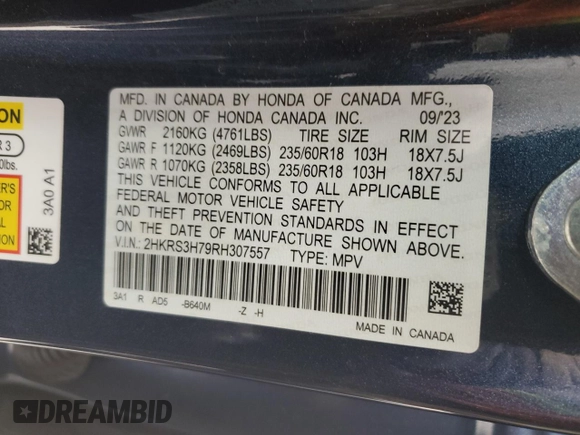 MFD. IN CANADA BY HONDA OF CANADA MFG.,
A DIVISION OF HONDA CANADA INC. 09/'23
GVWR 2160KG (4761LBS) TIRE SIZE RIM SIZE
GAWR F 1120KG (2469LBS) 235/60R18 103H 18X7.5J
GAWR R 1070KG (2358LBS) 235/60R18 103H 18X7.5J
THIS VEHICLE CONFORMS TO ALL APPLICABLE
FEDERAL MOTOR VEHICLE SAFETY
AND THEFT PREVENTION STANDARDS IN EFFECT
ON THE DATE OF MANUFACTURE SHOWN ABOVE.
V.I.N.: 2HKRS3H79RH307557 TYPE: MPV
3A1 R AD5 -B640M -Z -H
MADE IN CANADA
ION
R 3
0lbs.
3A0 A1
DREAMBID